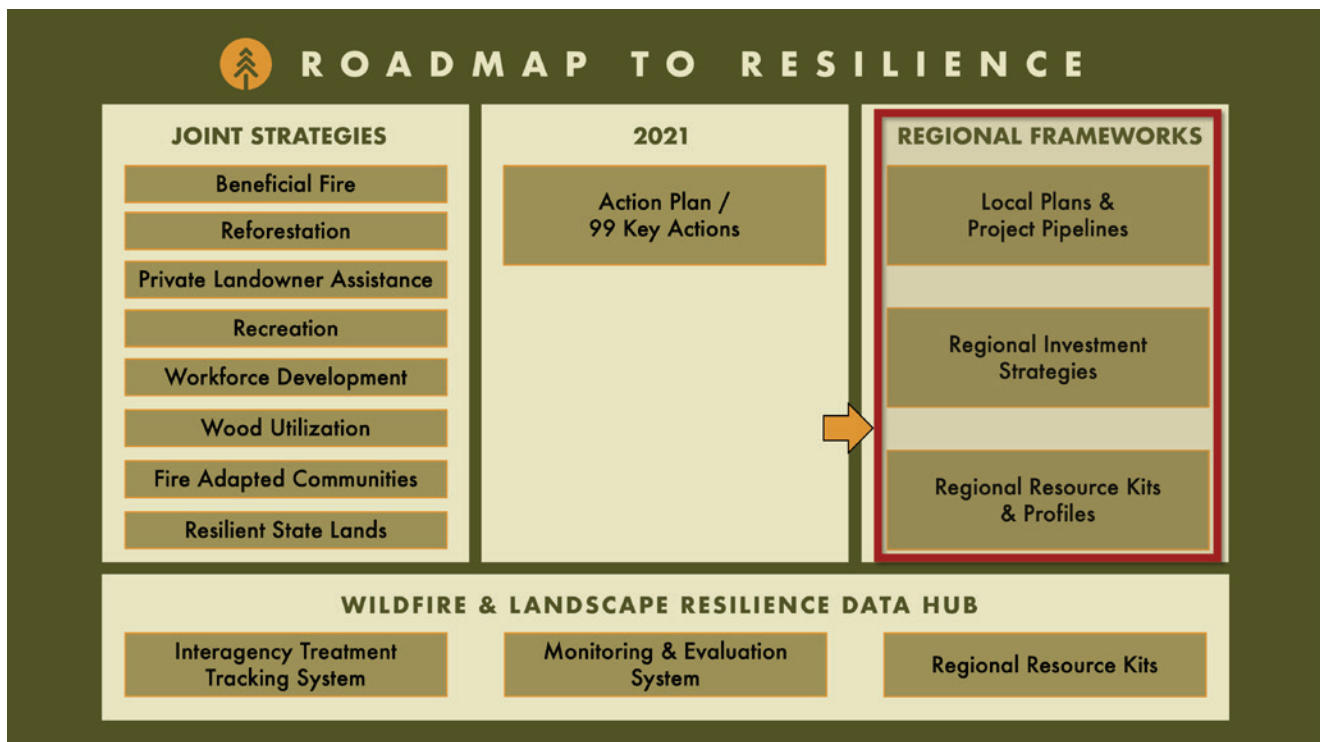 ROADMAP TO RESILIENCE
JOINT STRATEGIES
Beneficial Fire
Reforestation
Private Landowner Assistance
Recreation
Workforce Development
Wood Utilization
Fire Adapted Communities
Resilient State Lands
2021
Action Plan /
99 Key Actions
REGIONAL FRAMEWORKS
Local Plans &
Project Pipelines
Regional Investment
Strategies
Regional Resource Kits
& Profiles
WILDFIRE & LANDSCAPE RESILIENCE DATA HUB
Interagency Treatment
Tracking System
Monitoring & Evaluation
System
Regional Resource Kits